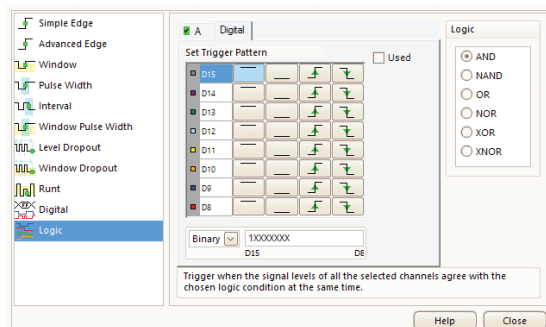 Simple Edge
Advanced Edge
Window
Pulse Width
Interval
Window Pulse Width
Level Dropout
Window Dropout
Runt
Digital
Logic
A
Digital
Set Trigger Pattern
Used
D15
D14
D13
D12
D11
D10
D9
D8
Binary
1XXXXXXX
D15 D8
Logic
AND
NAND
OR
NOR
XOR
XNOR
Trigger when the signal levels of all the selected channels agree with the
chosen logic condition at the same time.
Help
Close